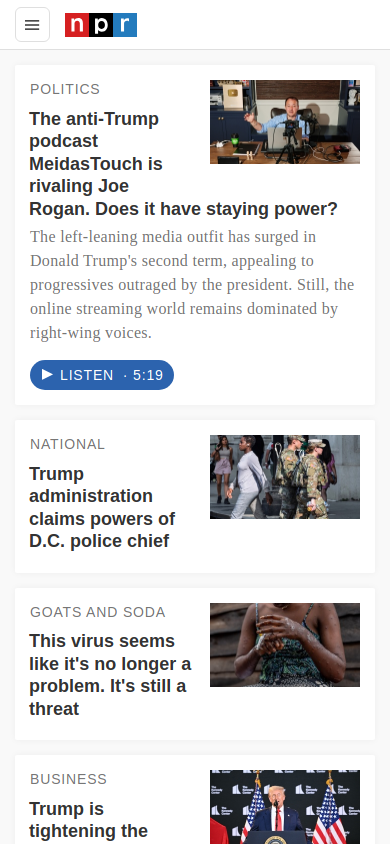 npr
POLITICS
The anti-Trump
podcast
MeidasTouch is
rivaling Joe
Rogan. Does it have staying power?
The left-leaning media outfit has surged in
Donald Trump's second term, appealing to
progressives outraged by the president. Still, the
online streaming world remains dominated by
right-wing voices.
LISTEN · 5:19
NATIONAL
Trump
administration
claims powers of
D.C. police chief
GOATS AND SODA
This virus seems
like it's no longer a
problem. It's still a
threat
BUSINESS
Trump is
tightening the